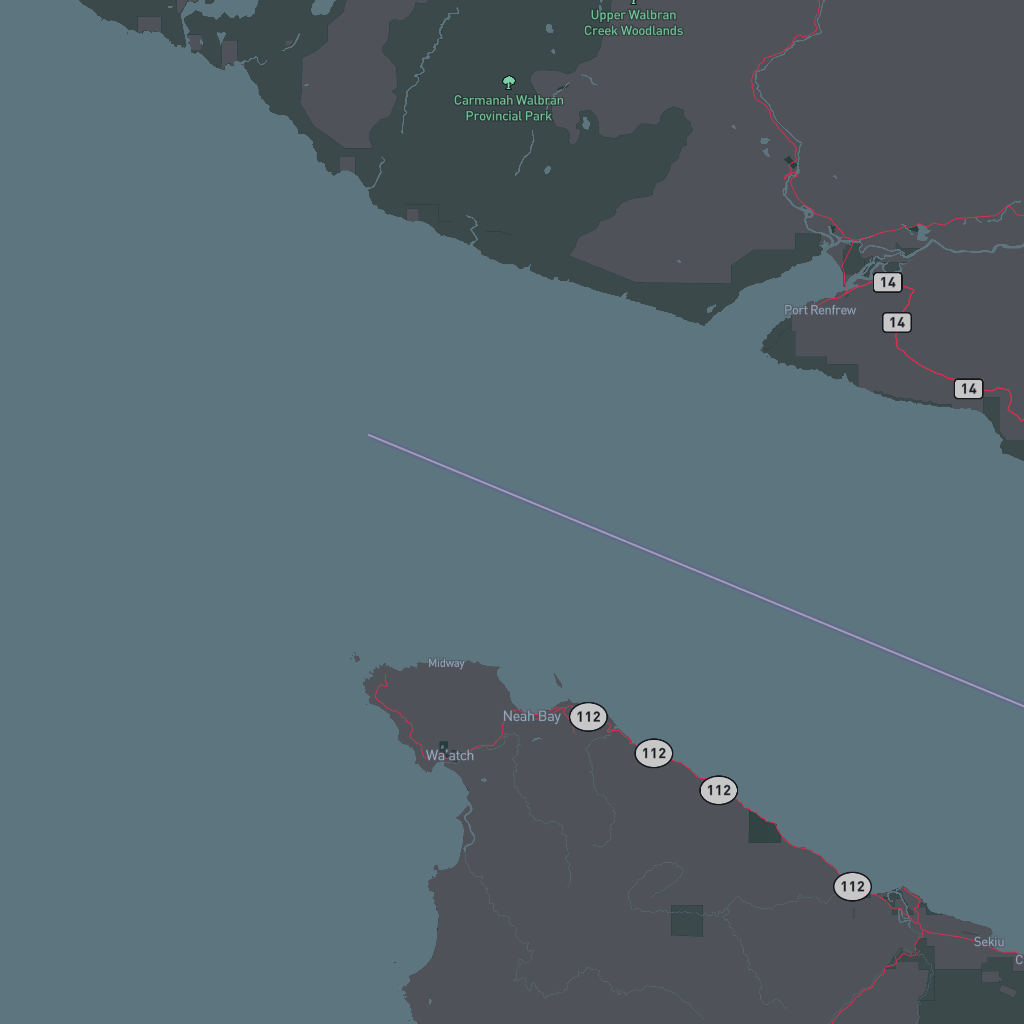 Upper Walbran
Creek Woodlands
Carmanah Walbran
Provincial Park
14
Port Renfrew
14
14
Midway
Neah Bay
112
Wa'atch
112
112
112
Sekiu
C